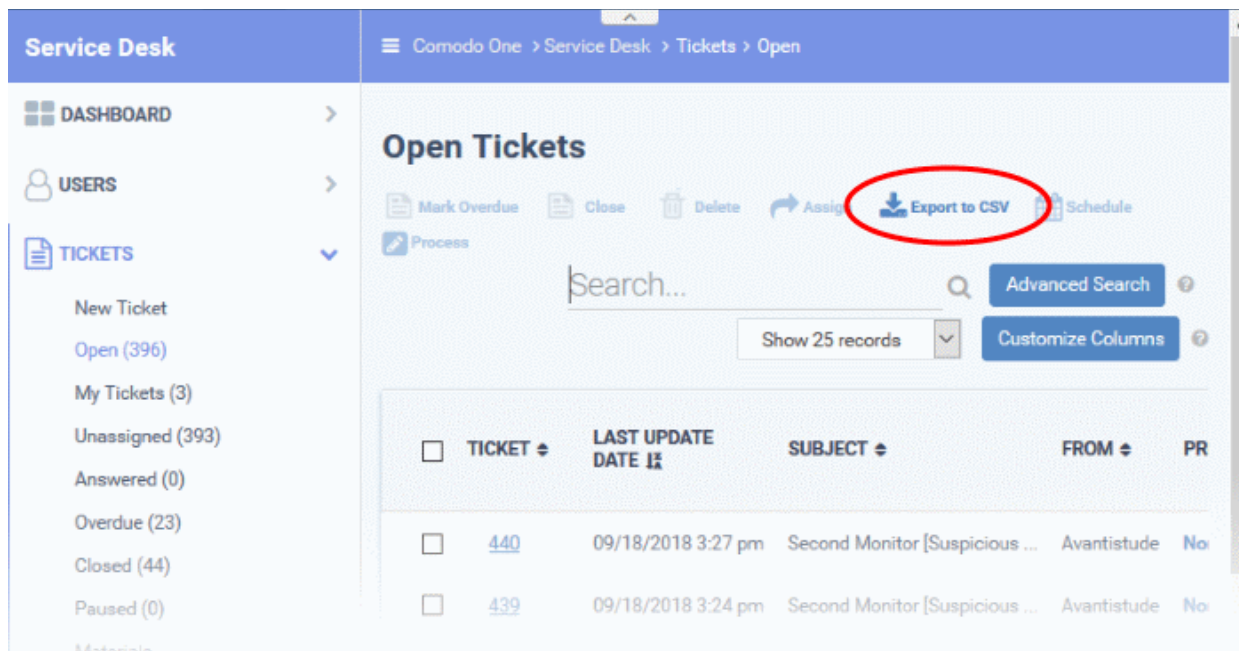 Service Desk
Comodo One > Service Desk > Tickets > Open
DASHBOARD
USERS
TICKETS
New Ticket
Open (396)
My Tickets (3)
Unassigned (393)
Answered (0)
Overdue (23)
Closed (44)
Paused (0)
Materials
Open Tickets
Mark Overdue Close Delete Assign Export to CSV Schedule
Process
Search...
Advanced Search
Show 25 records
Customize Columns
TICKET LAST UPDATE DATE SUBJECT FROM PR
440 09/18/2018 3:27 pm Second Monitor [Suspicious ... Avantistude No
439 09/18/2018 3:24 pm Second Monitor [Suspicious ... Avantistude No